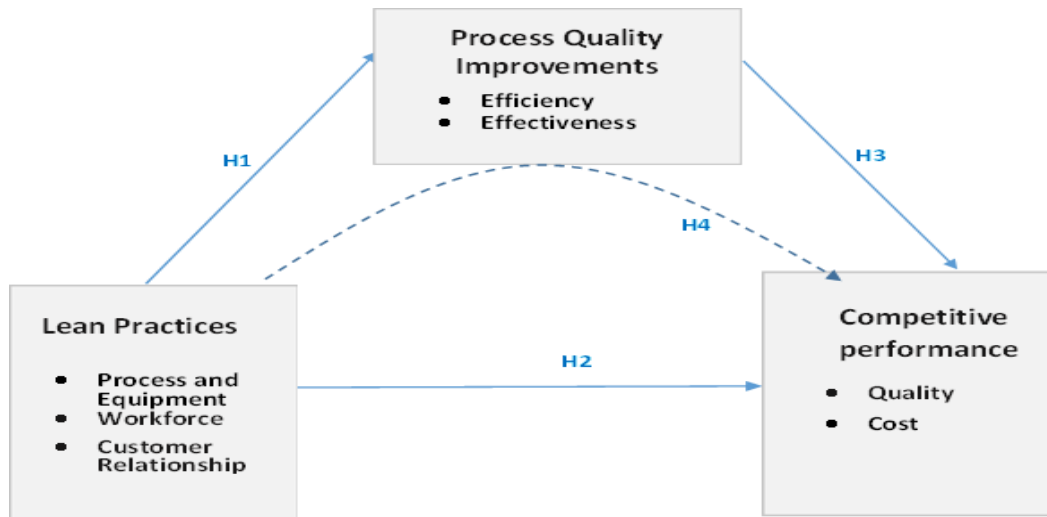 Process Quality
Improvements
• Efficiency
• Effectiveness
H1
H3
H4
Lean Practices
• Process and
Equipment
• Workforce
• Customer
Relationship
H2
Competitive
performance
• Quality
• Cost